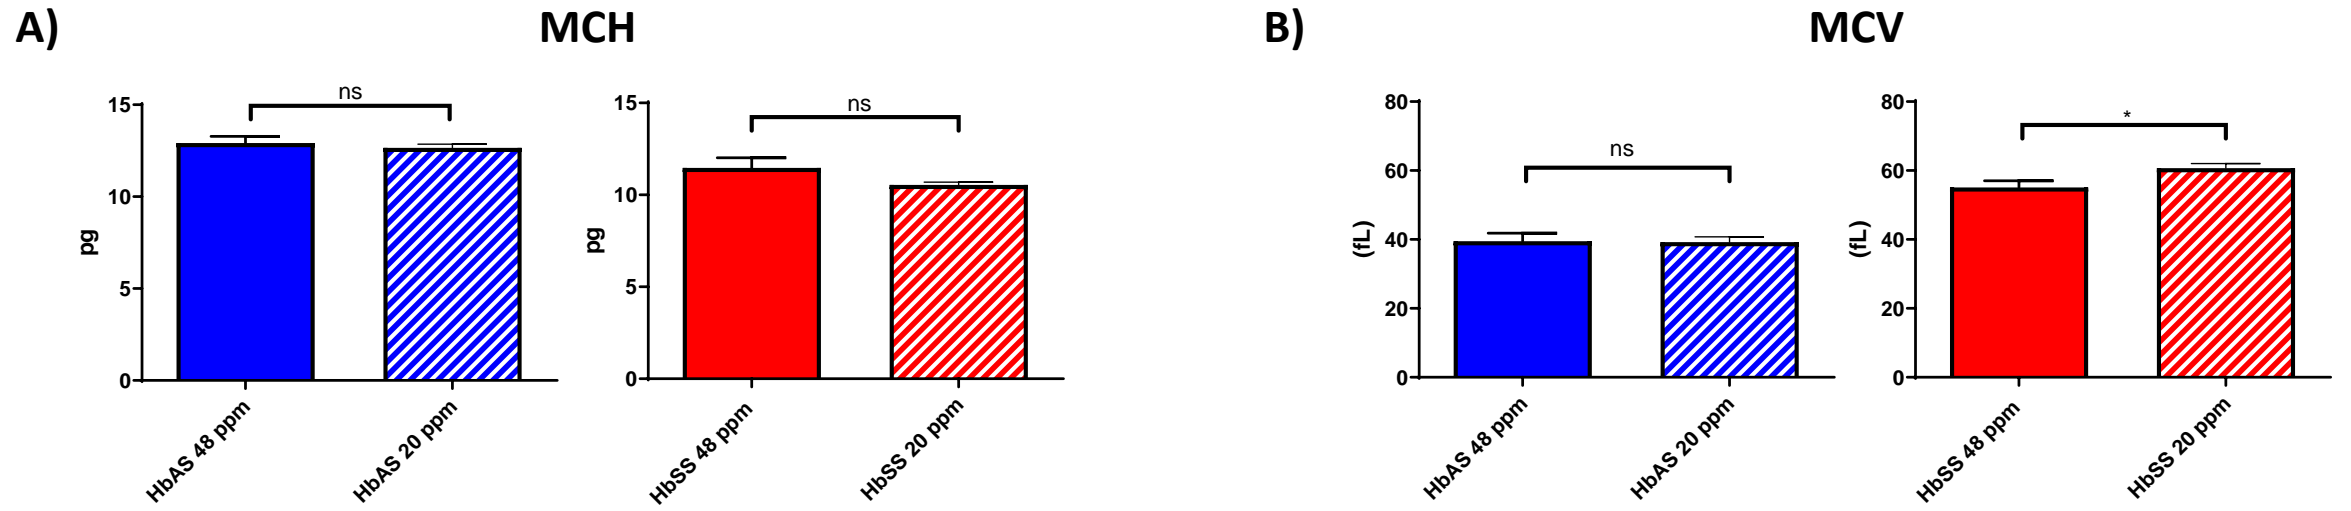 A)
MCH
15
10
5
0
pg
ns
HbAS 48 ppm
HbAS 20 ppm
15
10
5
0
pg
ns
HbSS 48 ppm
HbSS 20 ppm
B)
MCV
80
60
40
20
0
(fL)
ns
HbAS 48 ppm
HbAS 20 ppm
80
60
40
20
0
(fL)
*
HbSS 48 ppm
HbSS 20 ppm